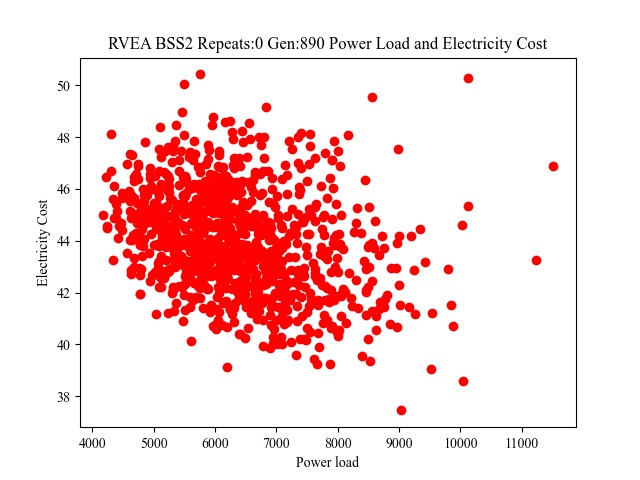 RVEA BSS2 Repeats:0 Gen:890 Power Load and Electricity Cost
50
48
46
44
42
40
38
Electricity Cost
4000 5000 6000 7000 8000 9000 10000 11000
Power load